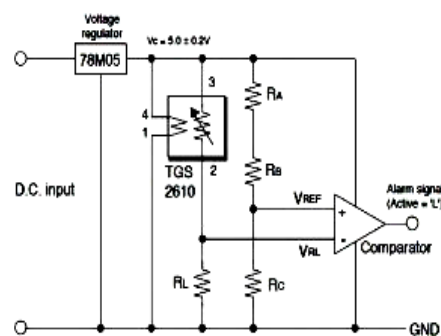 Voltage
regulator
78M05
Vc = 5.0 ± 0.2V
3
RA
4
1
2
TGS
2610
RB
D.C. input
VREF
+
Alarm signal
(Active = 'L')
-
VRL
Comparator
RL
RC
GND